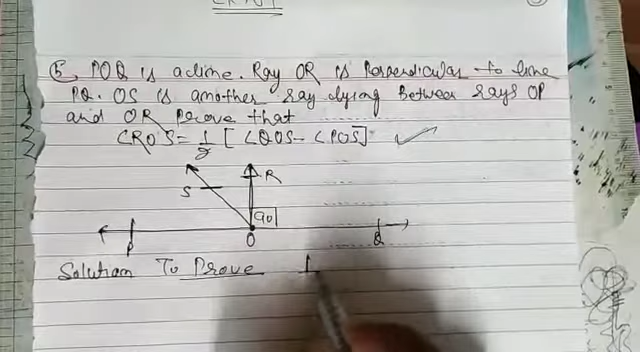 5. POQ is a line. Ray OR is Perpendicular to line
PQ. OS is another ray lying Between rays OP
and OR Prove that
∠ROS = 1/2 [∠QOS - ∠POS]
S R
90
P O Q
Solution To Prove